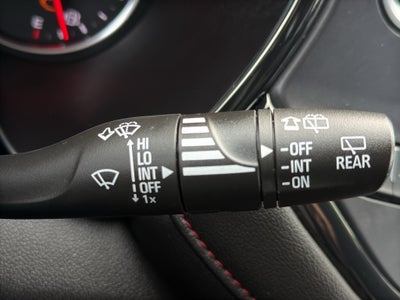 E
HI
LO
INT
OFF
1x
-OFF
-INT
-ON
REAR